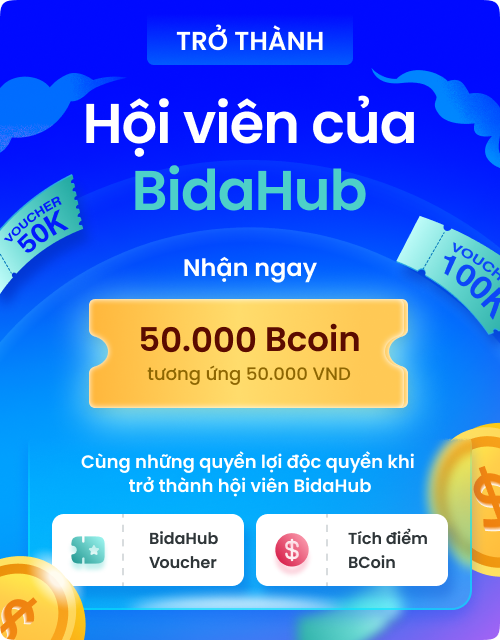 TRỞ THÀNH
Hội viên của
BidaHub
VOUCHER
50K
VOUCHE
100K
Nhận ngay
50.000 Bcoin
tương ứng 50.000 VND
Cùng những quyền lợi độc quyền khi
trở thành hội viên BidaHub
BidaHub
Voucher
Tích điểm
BCoin